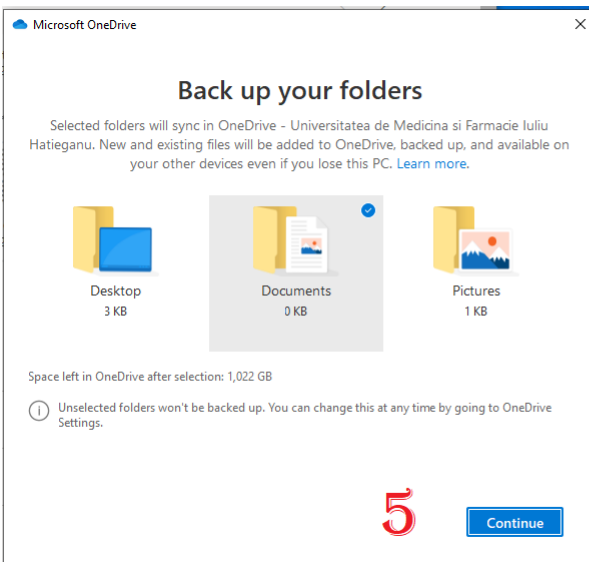 Microsoft OneDrive
Back up your folders
Selected folders will sync in OneDrive - Universitatea de Medicina si Farmacie Iuliu
Hatieganu. New and existing files will be added to OneDrive, backed up, and available on
your other devices even if you lose this PC. Learn more.
Desktop
3 KB
Documents
0 KB
Pictures
1 KB
Space left in OneDrive after selection: 1,022 GB
Unselected folders won't be backed up. You can change this at any time by going to OneDrive
Settings.
5
Continue